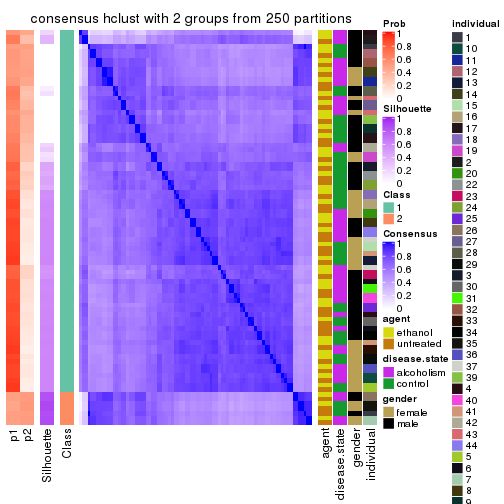 consensus hclust with 2 groups from 250 partitions
Prob
1
0.8
0.6
0.4
0.2
0
Silhouette
1
0.8
0.6
0.4
0.2
0
Class
1
2
Consensus
1
0.8
0.6
0.4
0.2
0
agent
ethanol
untreated
disease.state
alcoholism
control
gender
female
male
individual
1
10
11
12
13
14
15
16
17
18
19
2
20
22
23
24
25
26
27
28
29
3
30
31
32
33
34
35
36
37
39
4
40
41
42
43
44
5
6
7
8
9
p1
p2
Silhouette
Class
agent
disease.state
gender
individual